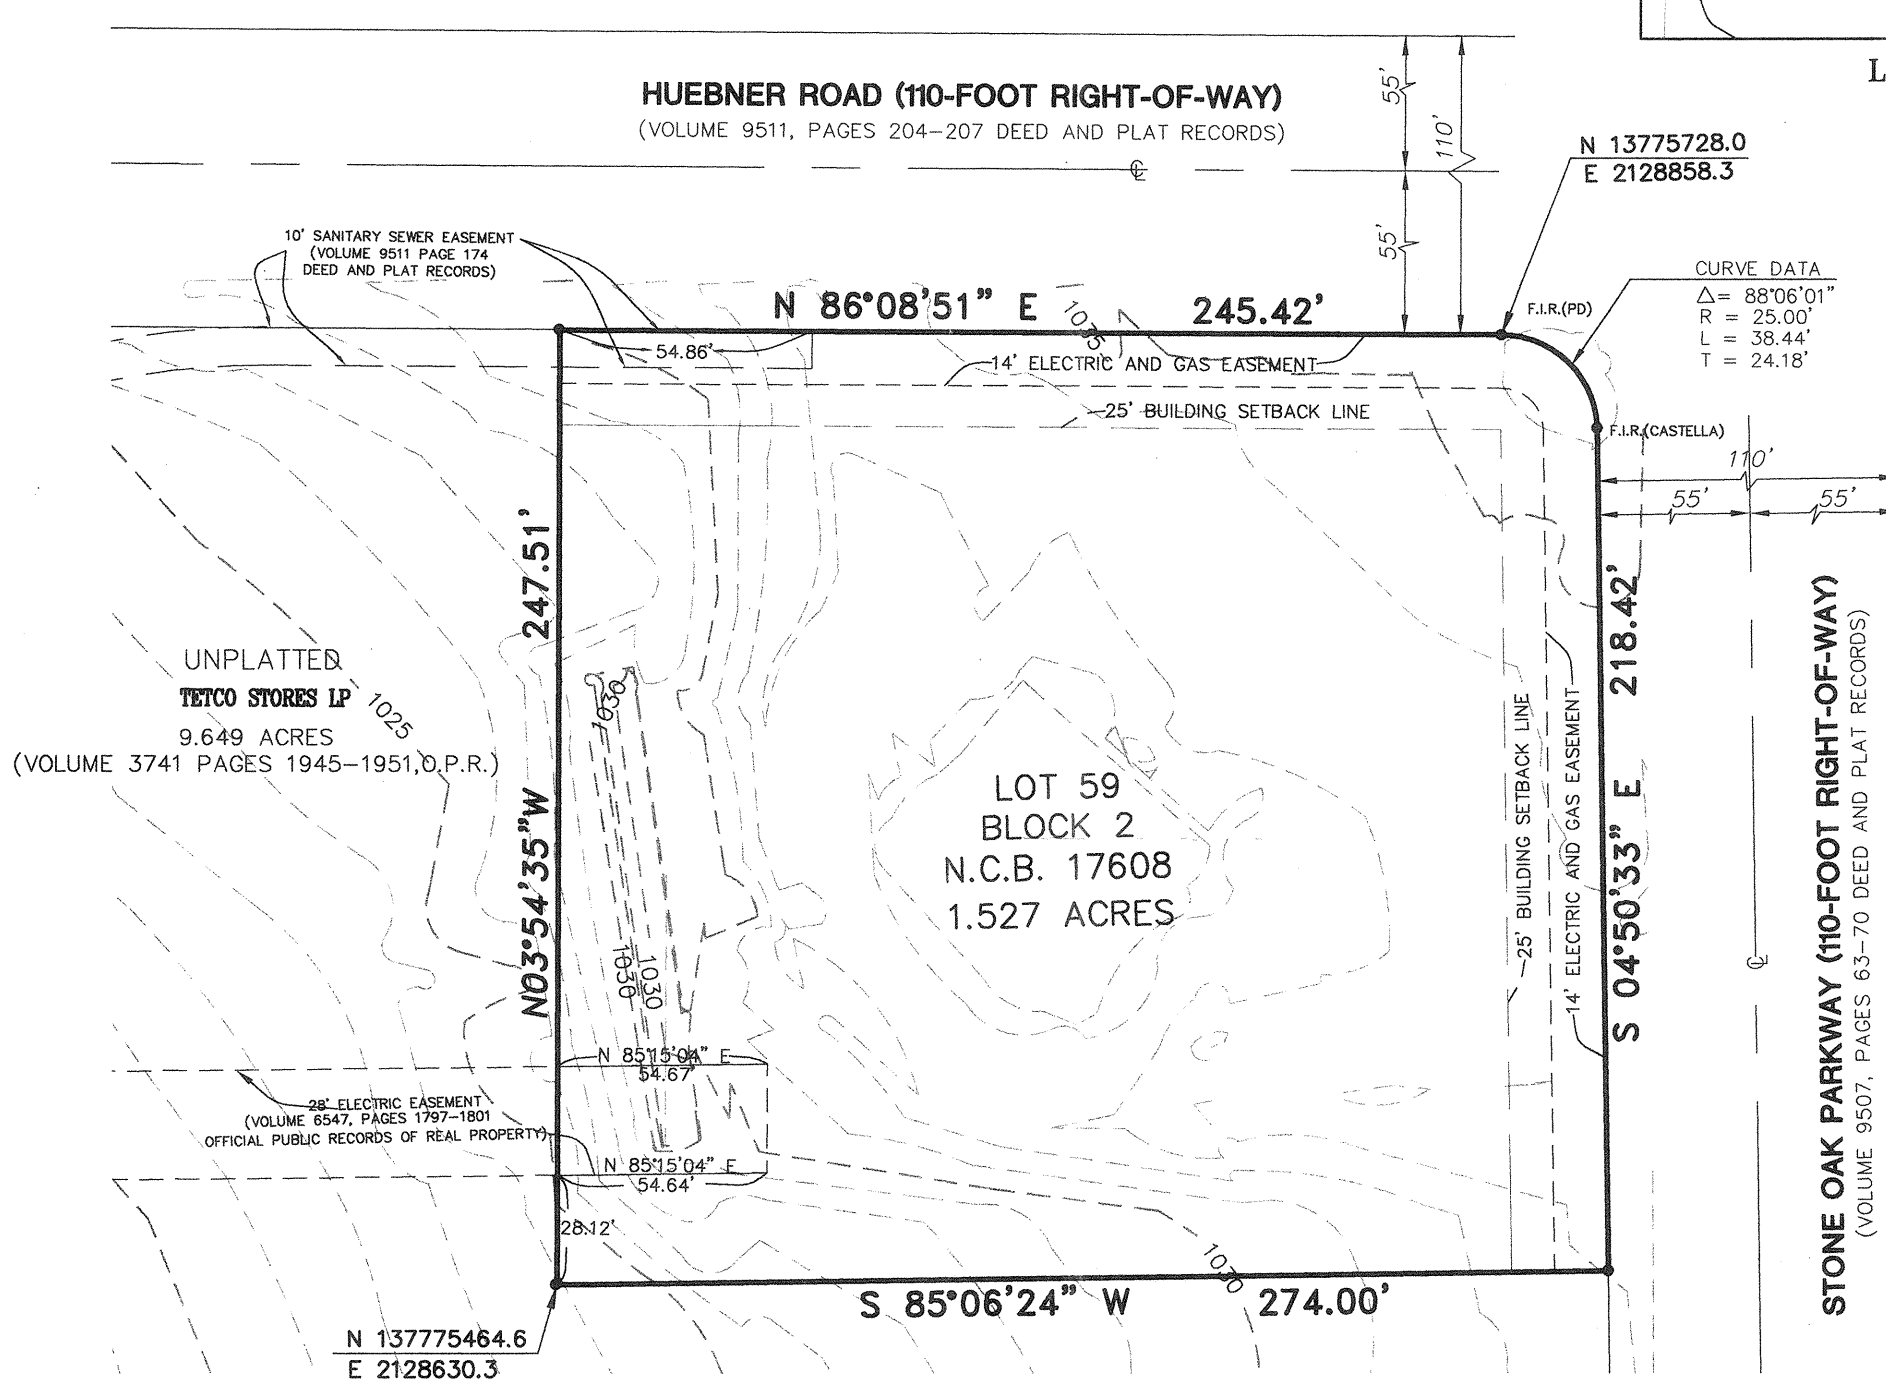 L
HUEBNER ROAD (110-FOOT RIGHT-OF-WAY)
(VOLUME 9511, PAGES 204-207 DEED AND PLAT RECORDS)
55'
110'
55'
N 13775728.0
E 2128858.3
10' SANITARY SEWER EASEMENT
(VOLUME 9511 PAGE 174
DEED AND PLAT RECORDS)
CURVE DATA
Δ= 88°06'01"
R = 25.00'
L = 38.44'
T = 24.18'
N 86°08'51" E 245.42'
1035
F.I.R.(PD)
54.86'
14' ELECTRIC AND GAS EASEMENT
25' BUILDING SETBACK LINE
F.I.R.(CASTELLA)
110'
55'
55'
247.51'
N03°54'35"W
218.42'
S 04°50'33" E
UNPLATTED
TETCO STORES LP
9.649 ACRES
(VOLUME 3741 PAGES 1945-1951,O.P.R.)
1025
1030
LOT 59
BLOCK 2
N.C.B. 17608
1.527 ACRES
25' BUILDING SETBACK LINE
14' ELECTRIC AND GAS EASEMENT
STONE OAK PARKWAY (110-FOOT RIGHT-OF-WAY)
(VOLUME 9507, PAGES 63-70 DEED AND PLAT RECORDS)
1030
1030
N 85°15'04" E
54.67'
28' ELECTRIC EASEMENT
(VOLUME 6547, PAGES 1797-1801
OFFICIAL PUBLIC RECORDS OF REAL PROPERTY)
N 85°15'04" E
54.64'
28.12'
1030
S 85°06'24" W 274.00'
N 137775464.6
E 2128630.3